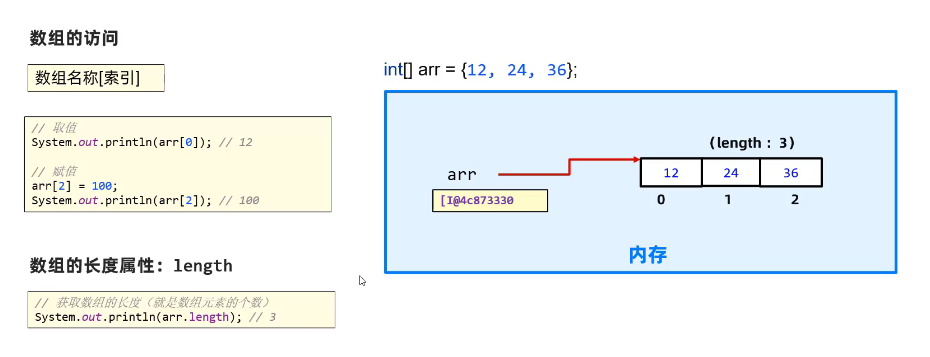 数组的访问
数组名称[索引]
// 取值
System.out.println(arr[0]); // 12
// 赋值
arr[2] = 100;
System.out.println(arr[2]); // 100
数组的长度属性：length
// 获取数组的长度（就是数组元素的个数）
System.out.println(arr.length); // 3
int[] arr = {12, 24, 36};
(length : 3)
arr
12 24 36
[I@4c873330
0 1 2
内存